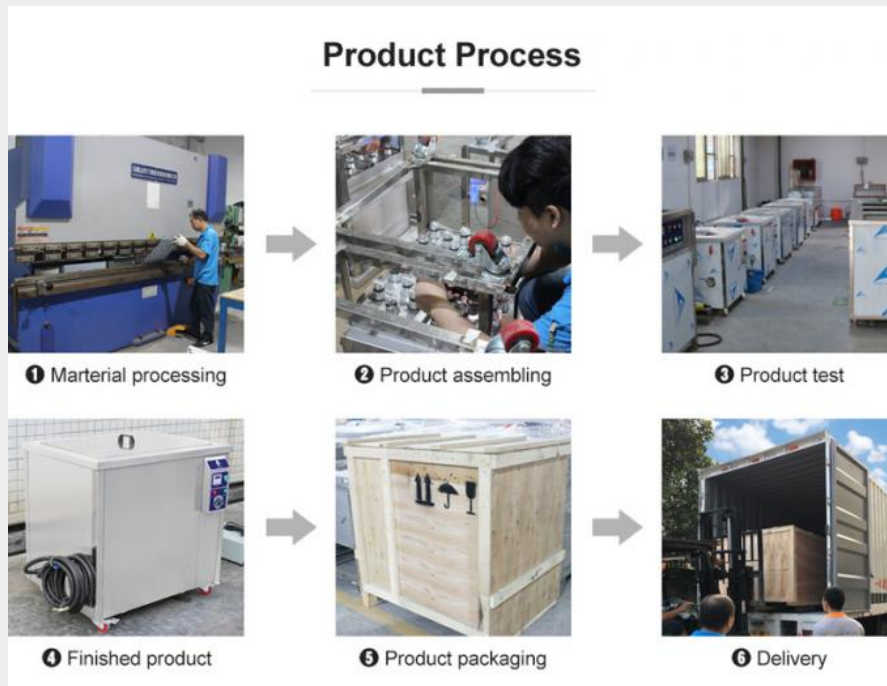 Product Process
❶ Marterial processing
❷ Product assembling
❸ Product test
❹ Finished product
❺ Product packaging
❻ Delivery